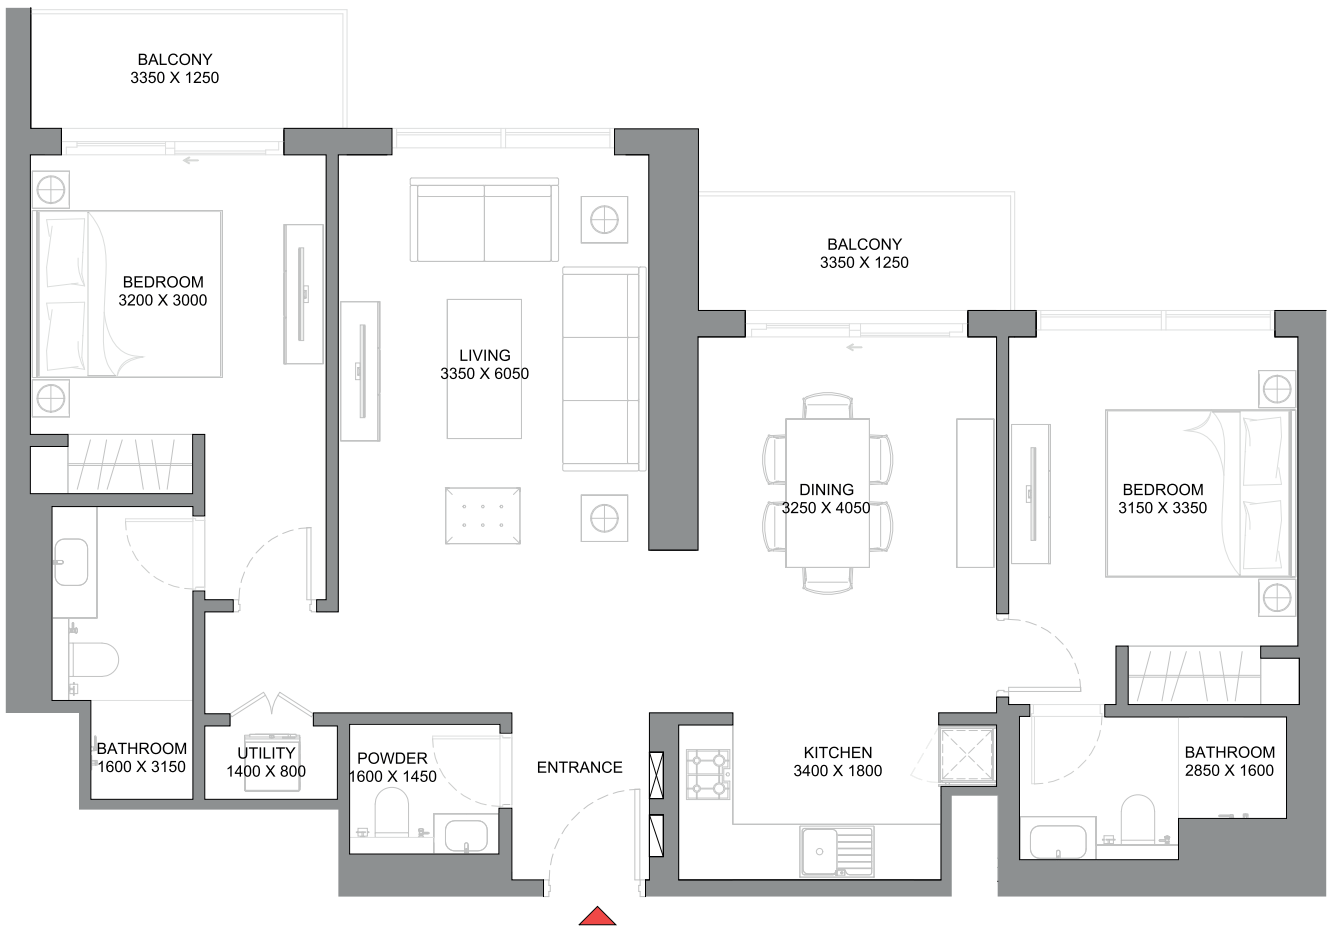 BALCONY
3350 X 1250
BALCONY
3350 X 1250
BEDROOM
3200 X 3000
LIVING
3350 X 6050
DINING
3250 X 4050
BEDROOM
3150 X 3350
BATHROOM
1600 X 3150
UTILITY
1400 X 800
POWDER
1600 X 1450
ENTRANCE
KITCHEN
3400 X 1800
BATHROOM
2850 X 1600